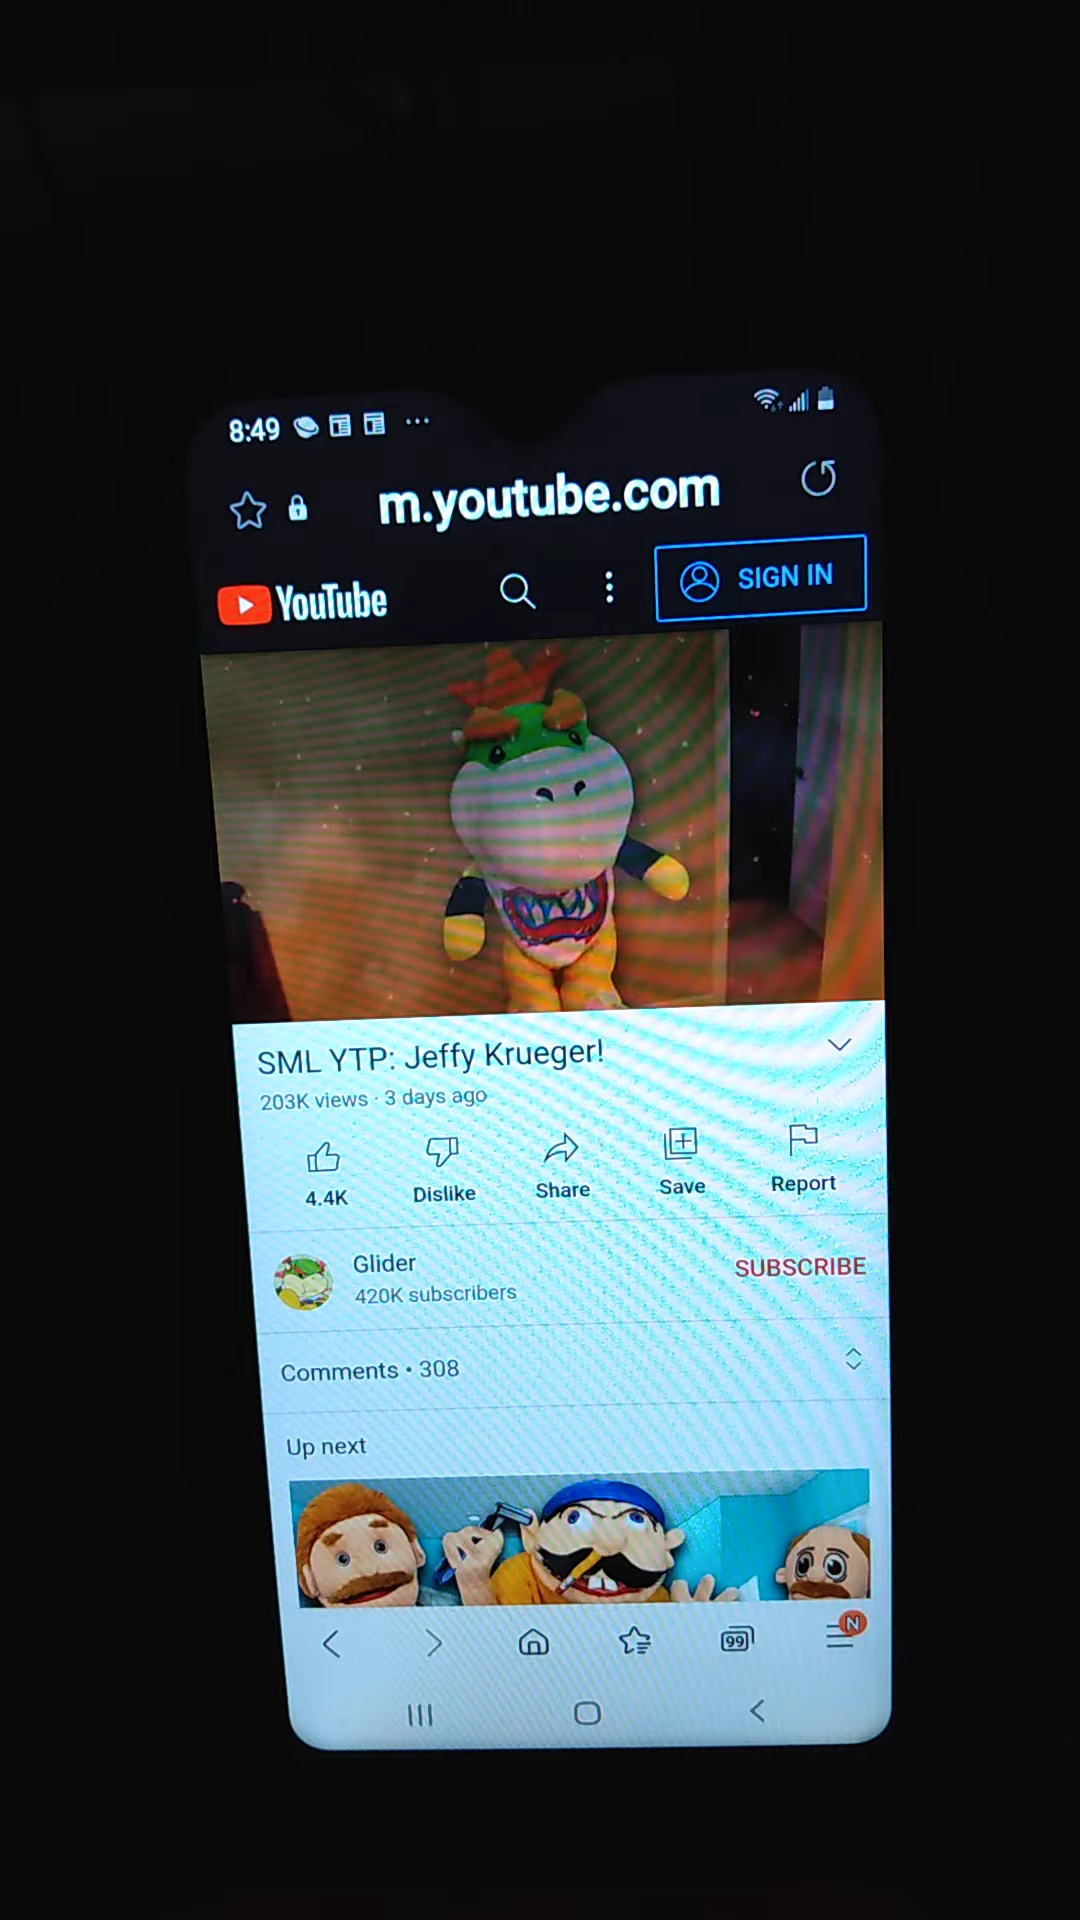 8:49
m.youtube.com
YouTube
SIGN IN
SML YTP: Jeffy Krueger!
203K views · 3 days ago
4.4K
Dislike
Share
Save
Report
Glider
420K subscribers
SUBSCRIBE
Comments • 308
Up next
99
N